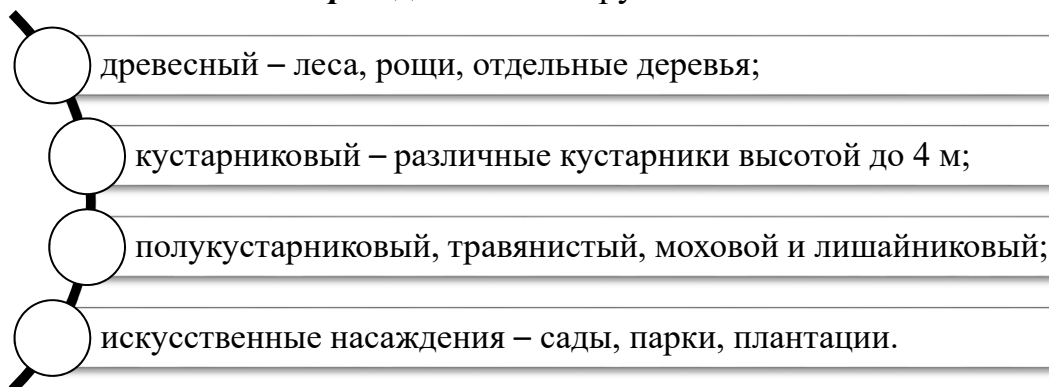 древесный – леса, рощи, отдельные деревья;
кустарниковый – различные кустарники высотой до 4 м;
полукустарниковый, травянистый, моховой и лишайниковый;
искусственные насаждения – сады, парки, плантации.